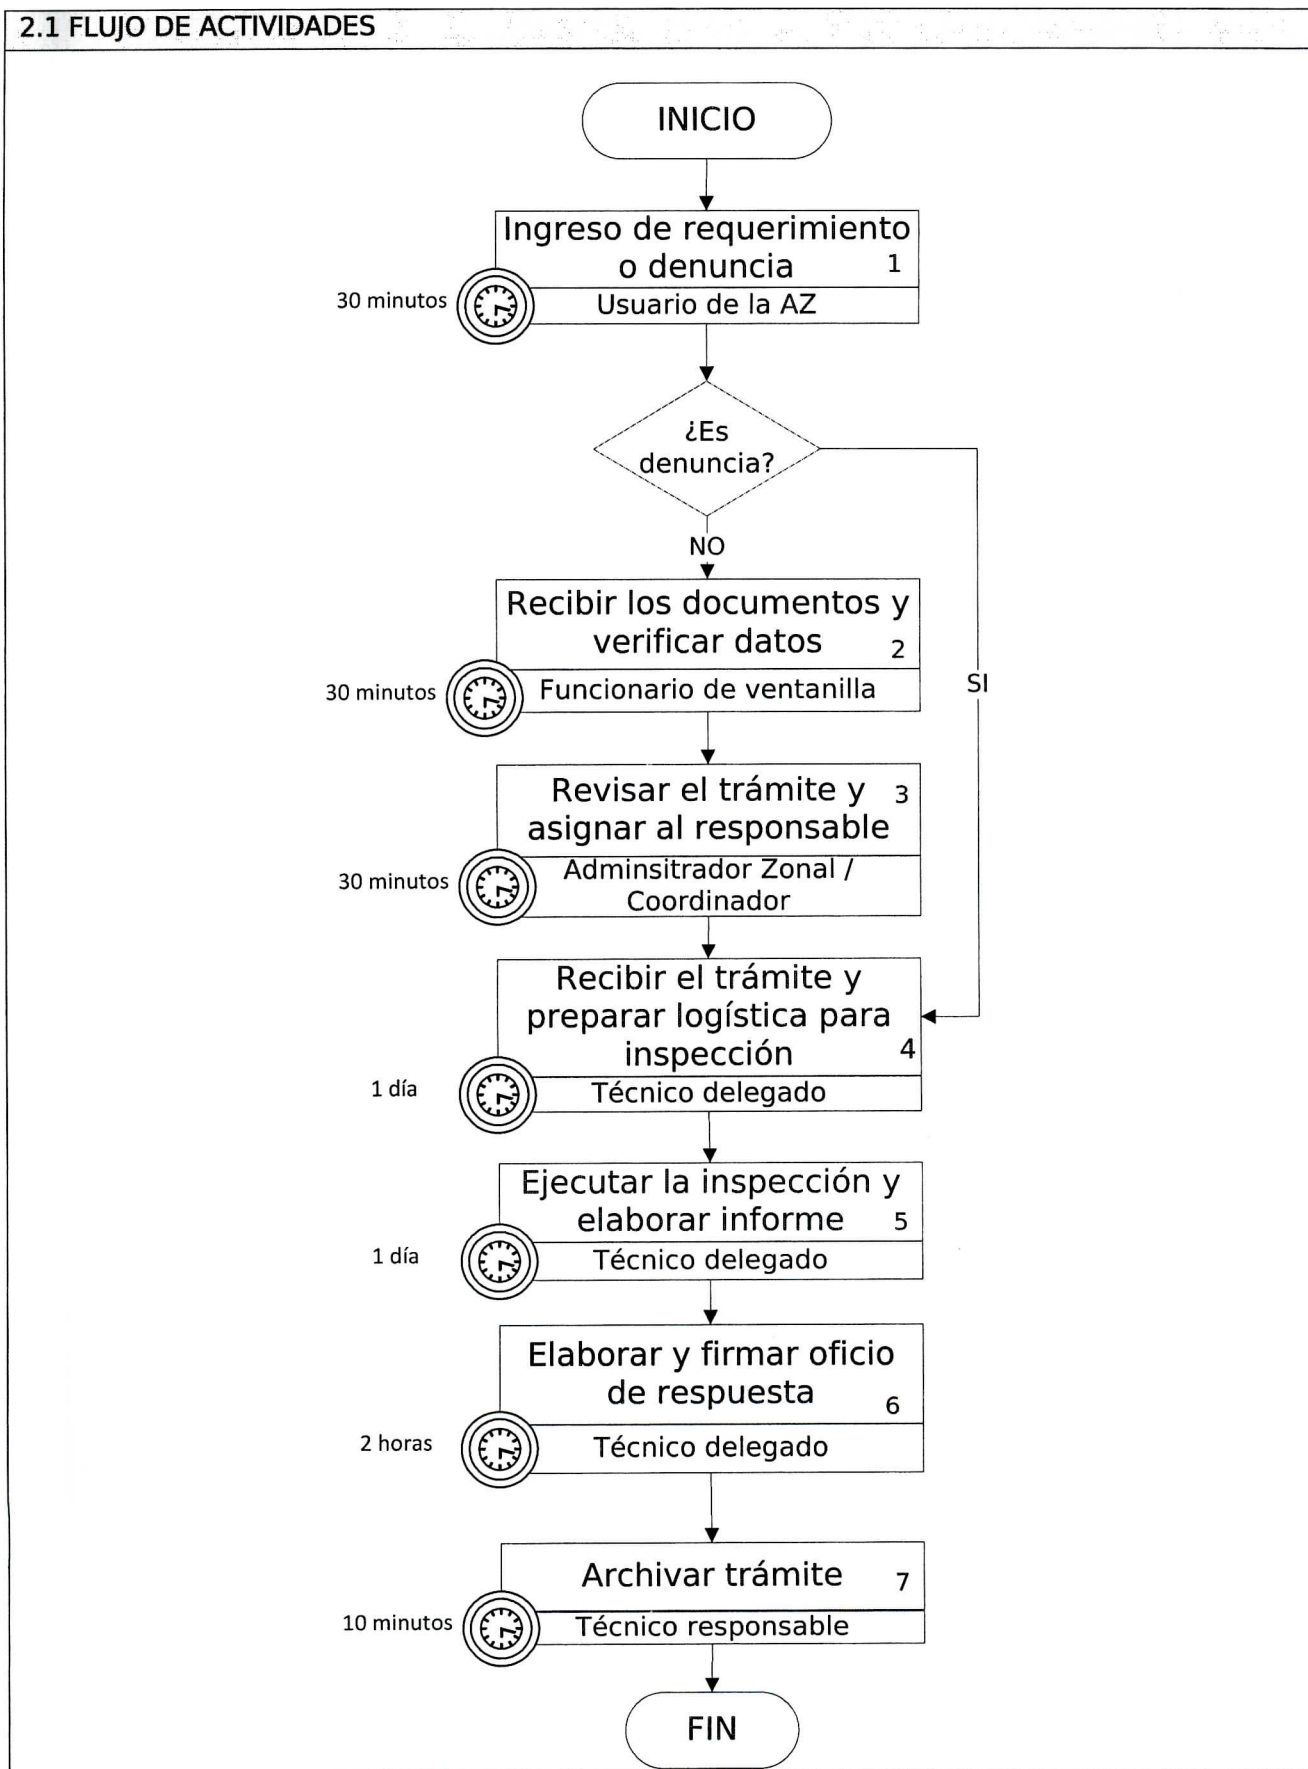 2.1 FLUJO DE ACTIVIDADES
INICIO
Ingreso de requerimiento
o denuncia 1
30 minutos
Usuario de la AZ
¿Es
denuncia?
NO
Recibir los documentos y
verificar datos 2
30 minutos
Funcionario de ventanilla
SI
Revisar el trámite y 3
asignar al responsable
30 minutos
Adminsitrador Zonal /
Coordinador
Recibir el trámite y
preparar logística para
inspección 4
1 día
Técnico delegado
Ejecutar la inspección y
elaborar informe 5
1 día
Técnico delegado
Elaborar y firmar oficio
de respuesta 6
2 horas
Técnico delegado
Archivar trámite 7
10 minutos
Técnico responsable
FIN